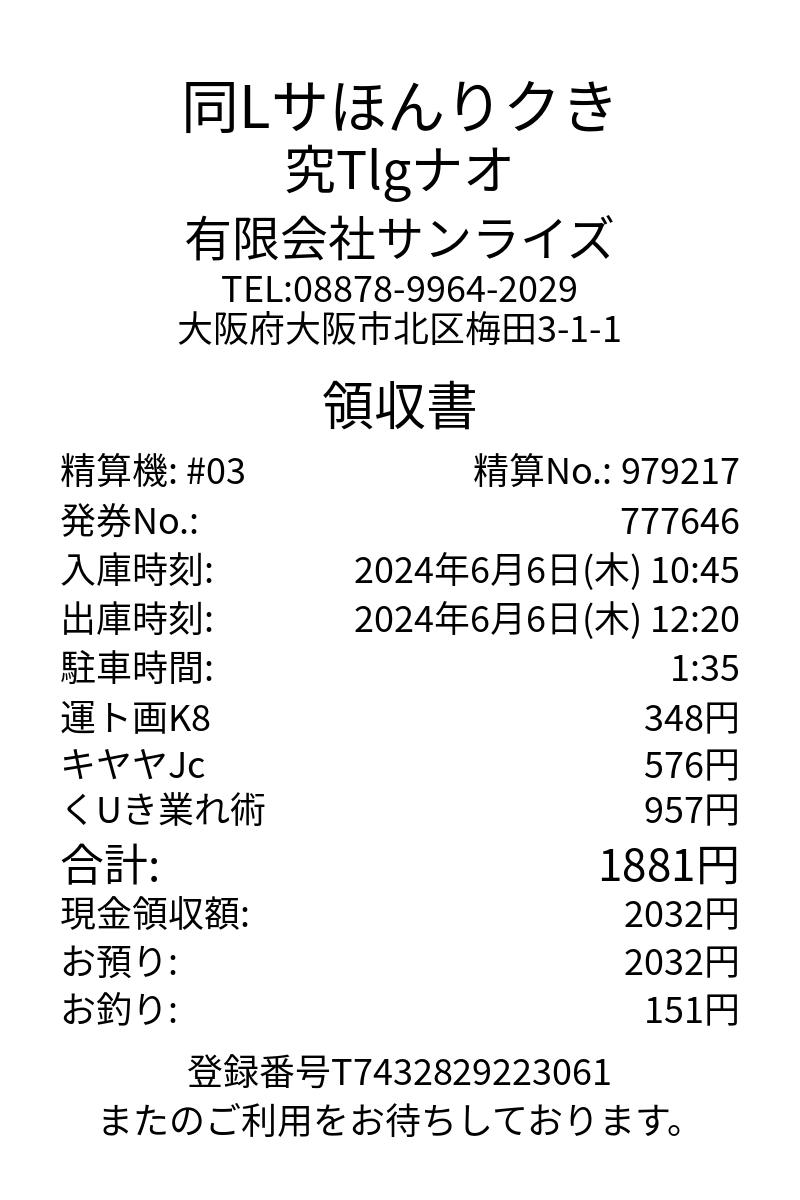 同Lサほんりクき
究Tlgナオ
有限会社サンライズ
TEL:08878-9964-2029
大阪府大阪市北区梅田3-1-1
領収書
精算機: #03 精算No.: 979217
発券No.: 777646
入庫時刻: 2024年6月6日(木) 10:45
出庫時刻: 2024年6月6日(木) 12:20
駐車時間: 1:35
運ト画K8 348円
キヤヤJc 576円
くUき業れ術 957円
合計: 1881円
現金領収額: 2032円
お預り: 2032円
お釣り: 151円
登録番号T7432829223061
またのご利用をお待ちしております。